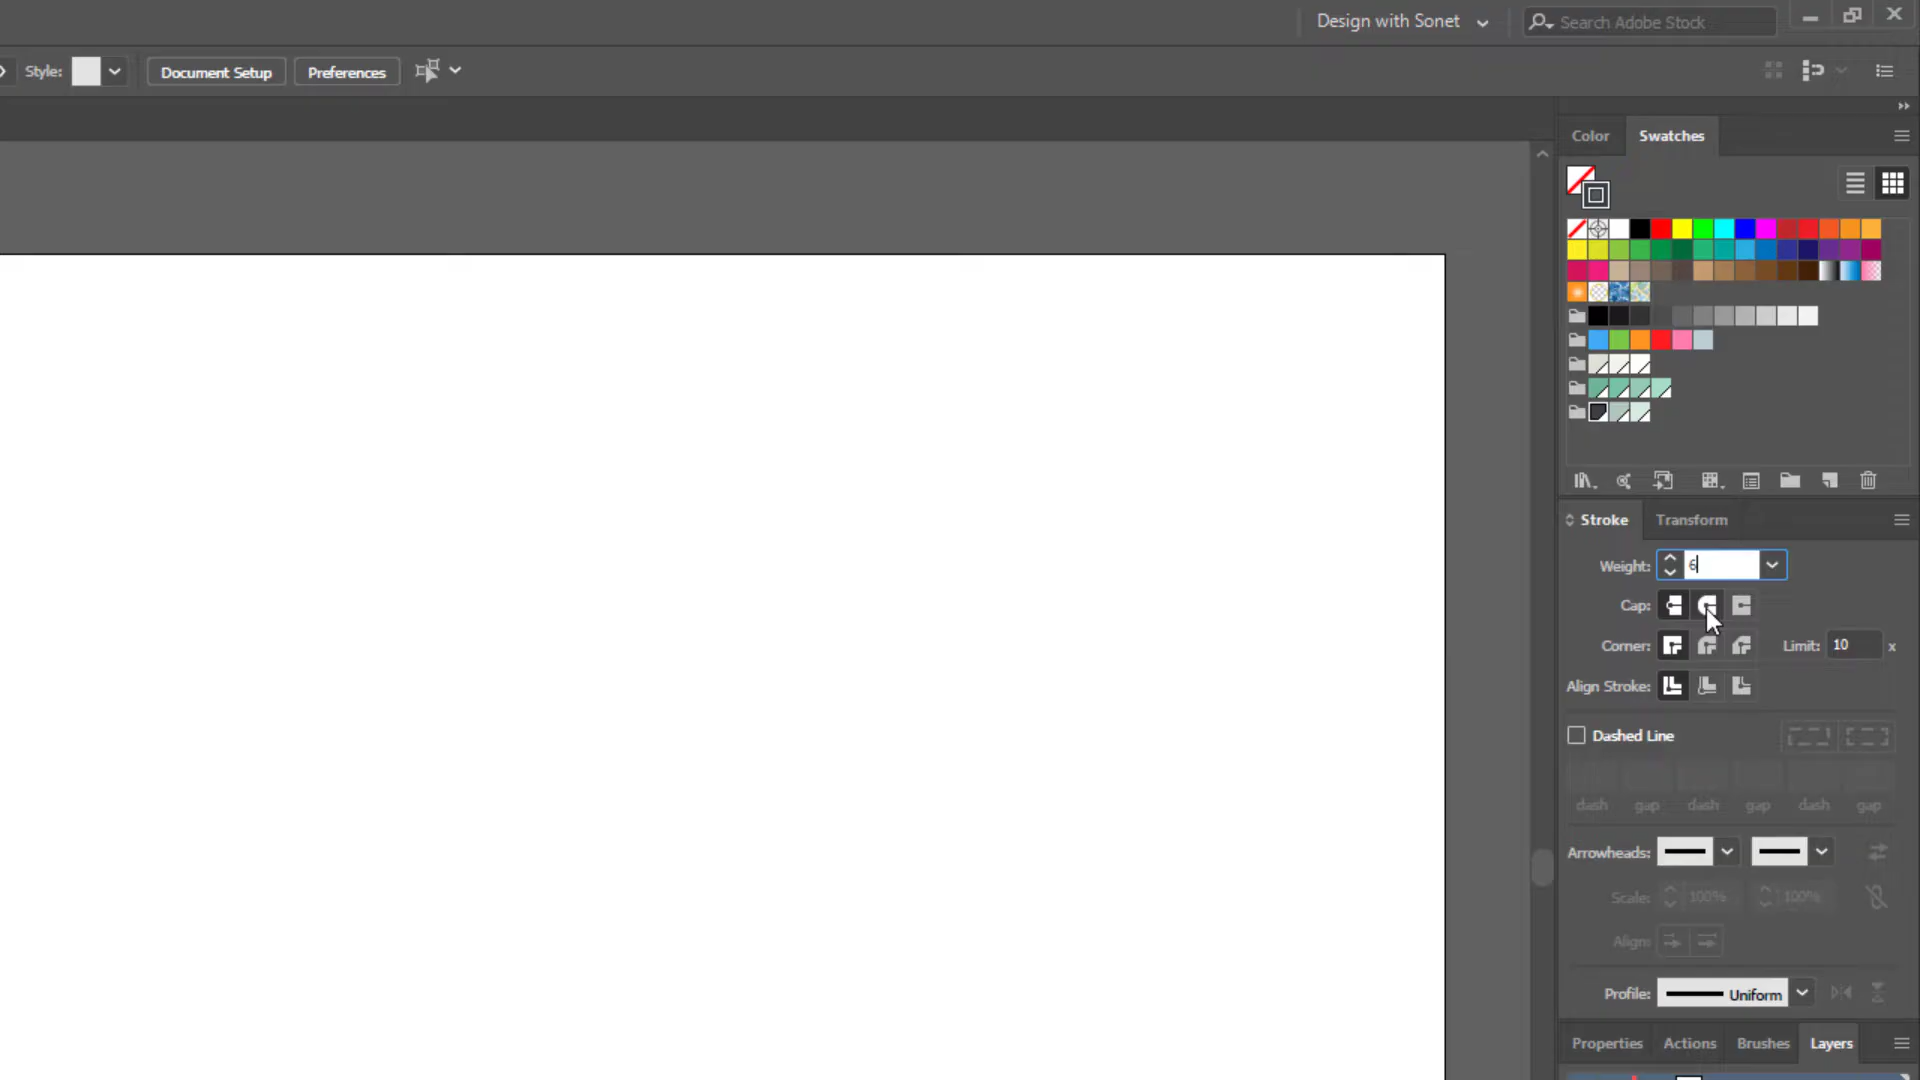 Design with Sonet
Search Adobe Stock
Style:
Document Setup
Preferences
Color
Swatches
Stroke
Transform
Weight:
6
Cap:
Corner:
Limit:
10
x
Align Stroke:
Dashed Line
dash gap dash gap dash gap
Arrowheads:
Scale:
100%
100%
Align:
Profile:
Uniform
Properties
Actions
Brushes
Layers